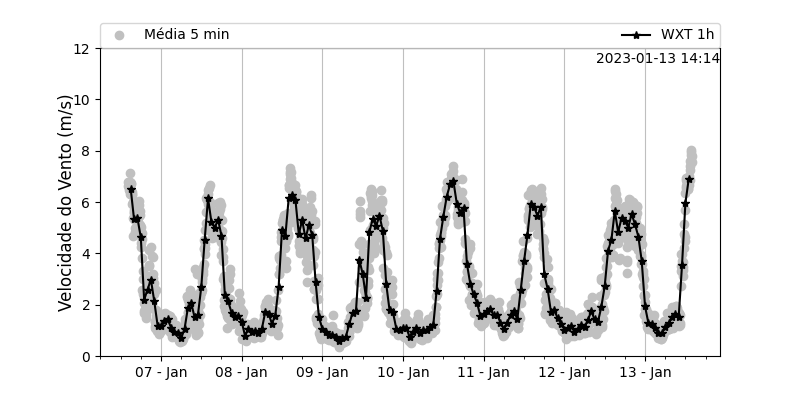 Média 5 min
WXT 1h
2023-01-13 14:14
Velocidade do Vento (m/s)
12
10
8
6
4
2
0
07 - Jan
08 - Jan
09 - Jan
10 - Jan
11 - Jan
12 - Jan
13 - Jan